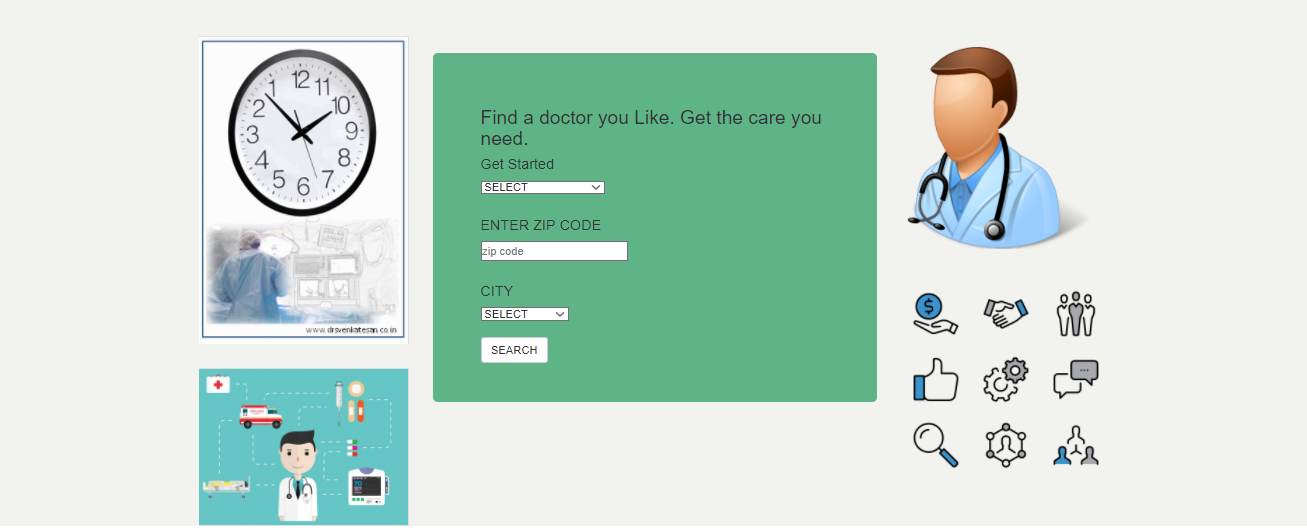 12
11
1
10
2
9
3
8
4
7
5
6
www.drsvenkatesan.co.in
Find a doctor you Like. Get the care you
need.
Get Started
SELECT
ENTER ZIP CODE
zip code
CITY
SELECT
SEARCH
$
70